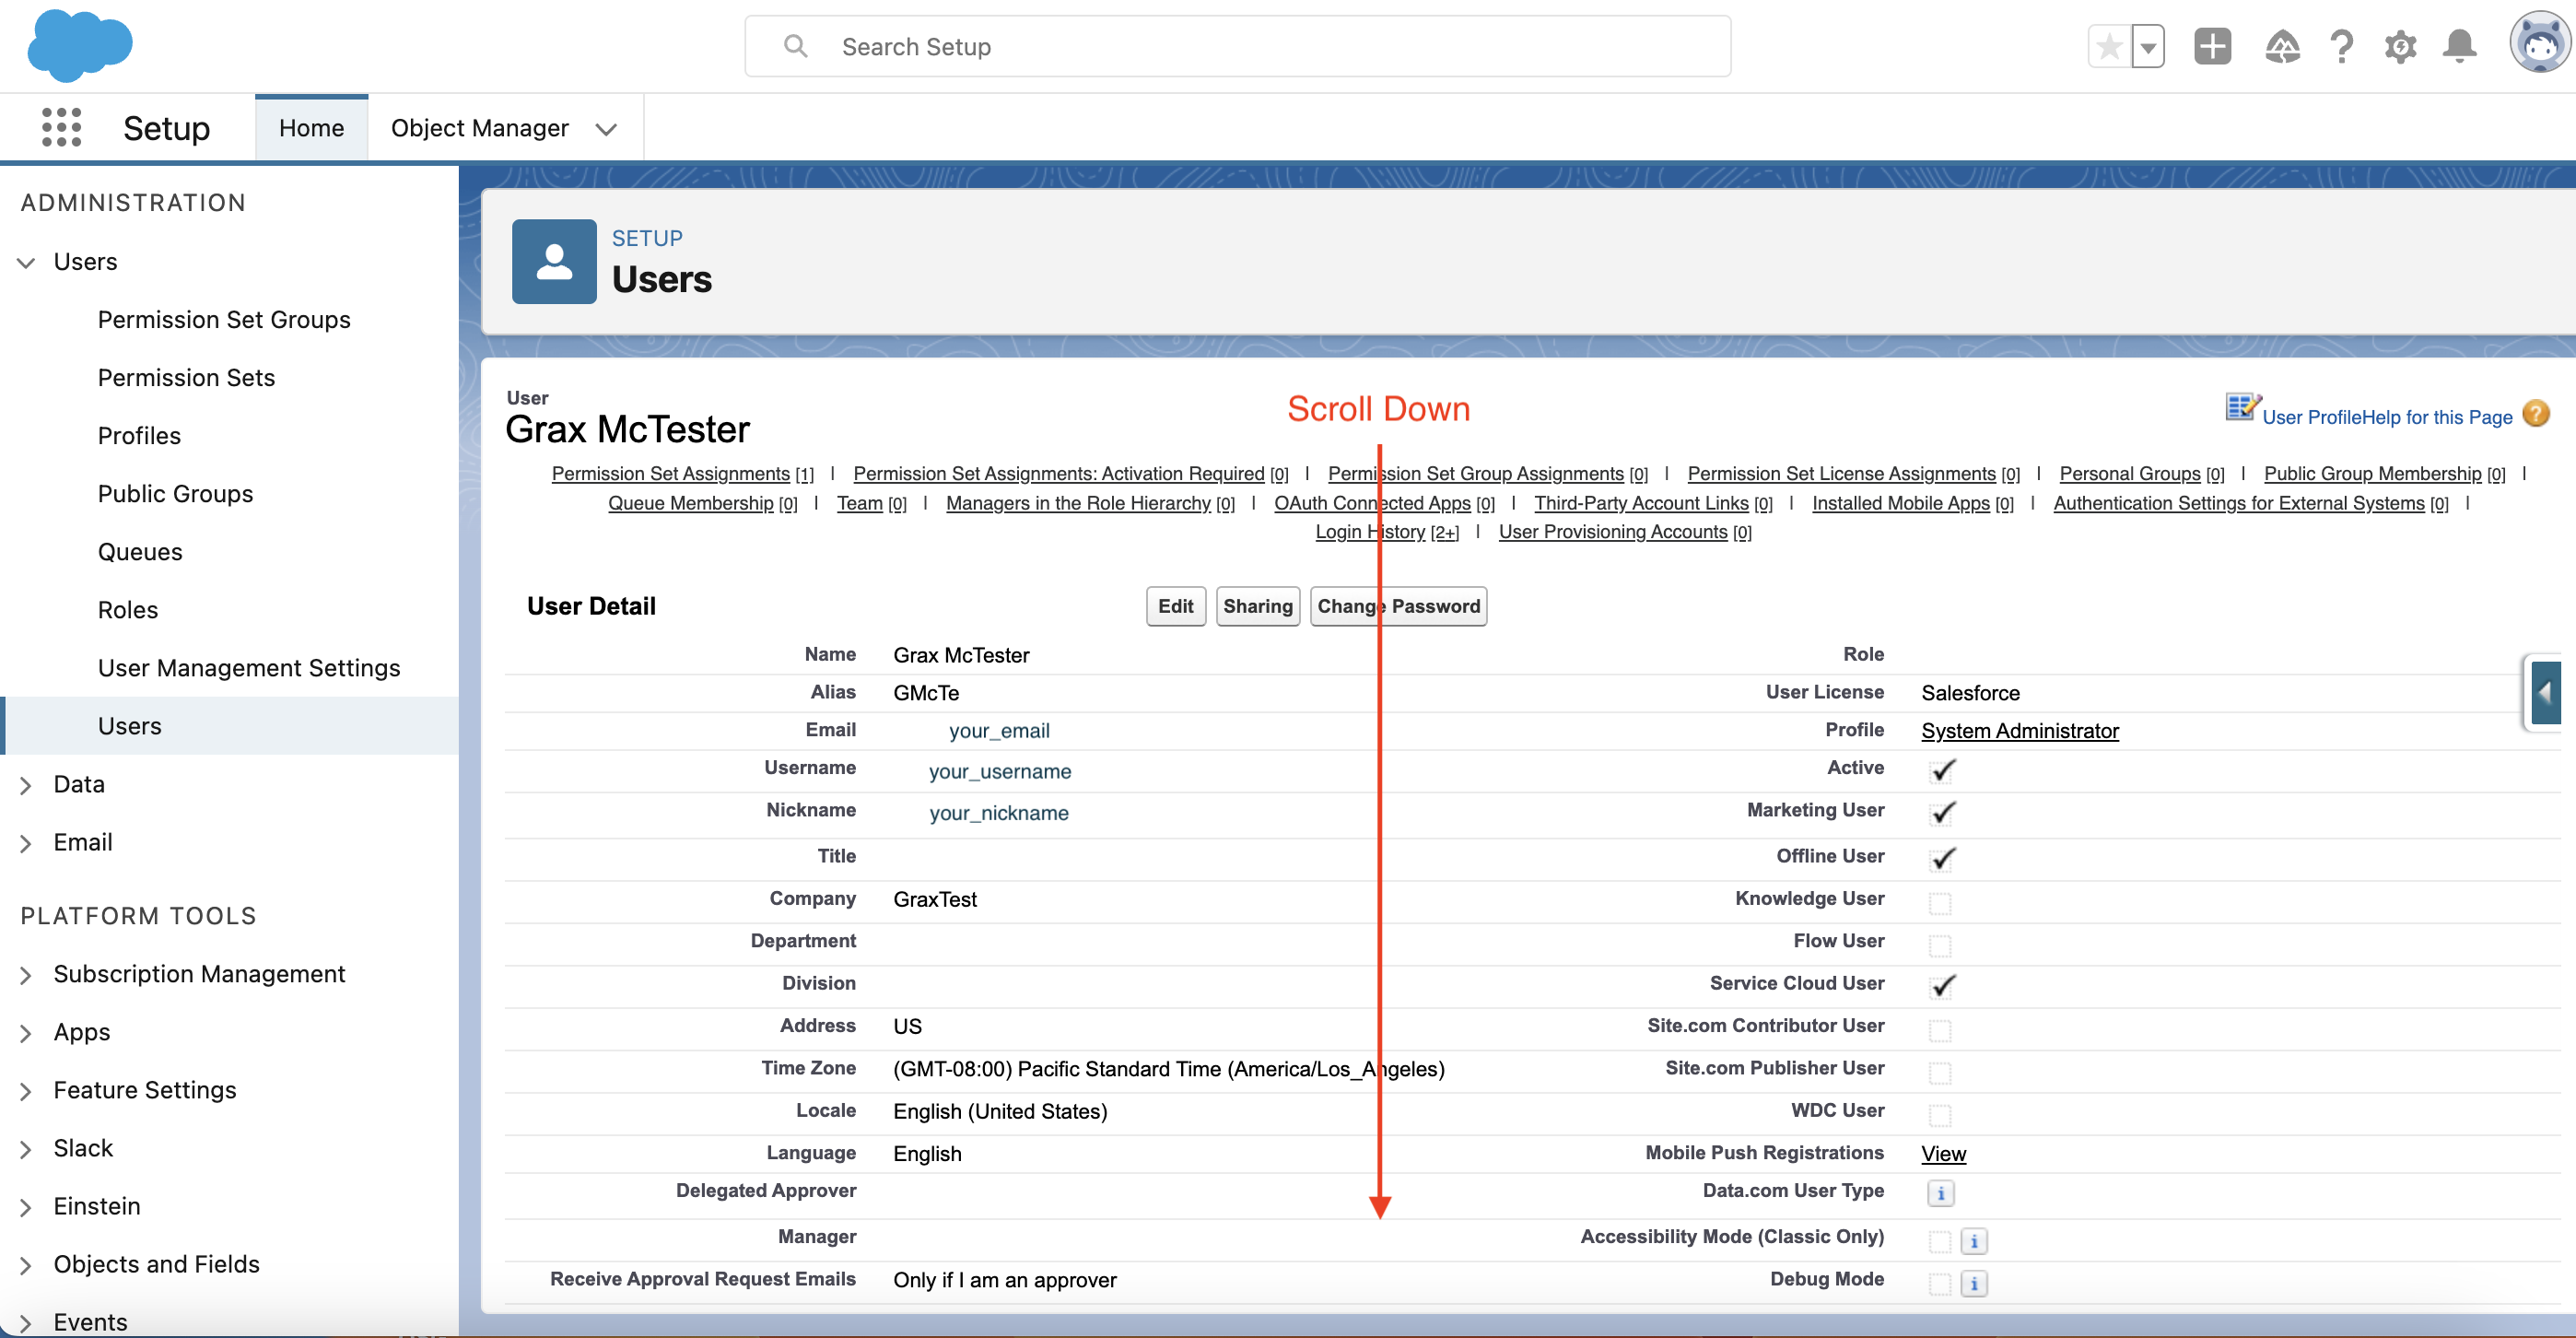 Search Setup
Setup
Home
Object Manager
ADMINISTRATION
Users
Permission Set Groups
Permission Sets
Profiles
Public Groups
Queues
Roles
User Management Settings
Users
Data
Email
PLATFORM TOOLS
Subscription Management
Apps
Feature Settings
Slack
Einstein
Objects and Fields
Events
SETUP
Users
User
Grax McTester
Scroll Down
User Profile Help for this Page ?
Permission Set Assignments [1] | Permission Set Assignments: Activation Required [0] | Permission Set Group Assignments [0] | Permission Set License Assignments [0] | Personal Groups [0] | Public Group Membership [0] |
Queue Membership [0] | Team [0] | Managers in the Role Hierarchy [0] | OAuth Connected Apps [0] | Third-Party Account Links [0] | Installed Mobile Apps [0] | Authentication Settings for External Systems [0] |
Login History [2+] | User Provisioning Accounts [0]
User Detail
Edit Sharing Change Password
Name Grax McTester Role
Alias GMcTe User License Salesforce
Email your_email Profile System Administrator
Username your_username Active
Nickname your_nickname Marketing User
Title Offline User
Company GraxTest Knowledge User
Department Flow User
Division Service Cloud User
Address US Site.com Contributor User
Time Zone (GMT-08:00) Pacific Standard Time (America/Los_Angeles) Site.com Publisher User
Locale English (United States) WDC User
Language English Mobile Push Registrations View
Delegated Approver Data.com User Type i
Manager Accessibility Mode (Classic Only) i
Receive Approval Request Emails Only if I am an approver Debug Mode i